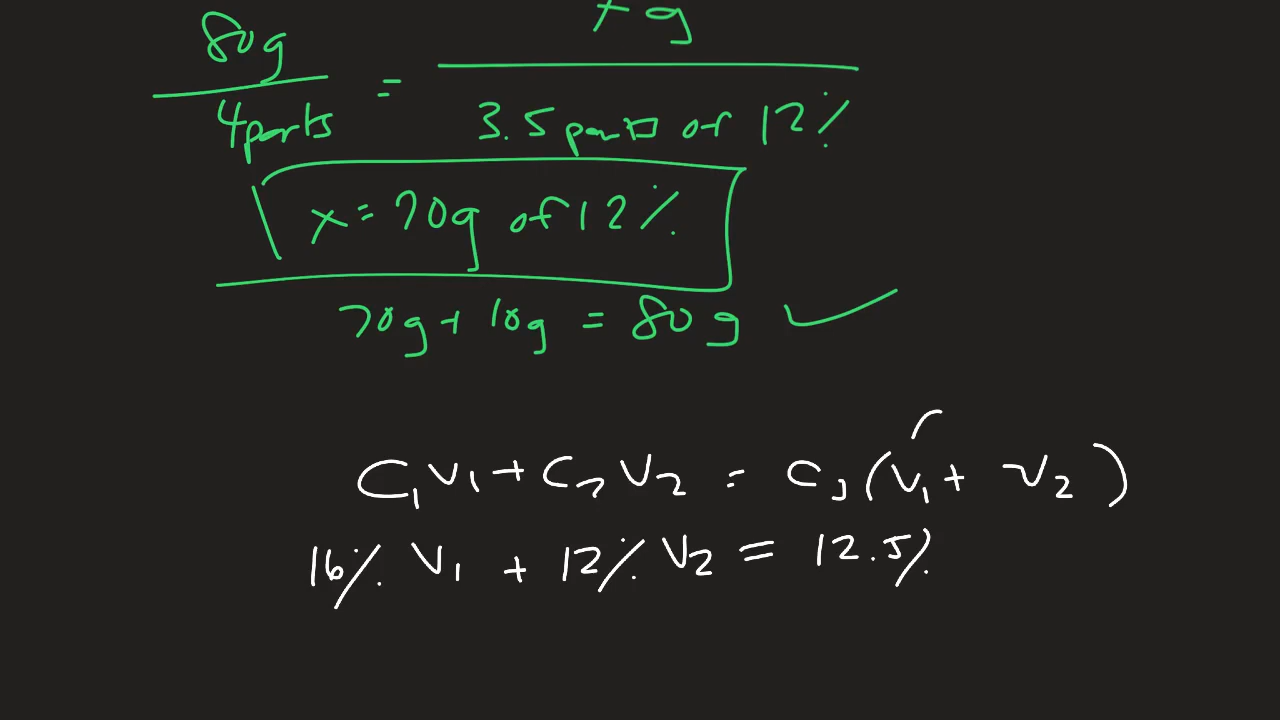 80g/4parts = x g/3.5 parts of 12%
x = 70g of 12%
70g + 10g = 80g ✓
C₁V₁ + C₂V₂ = C₃(V₁ + V₂)
16% V₁ + 12% V₂ = 12.5%